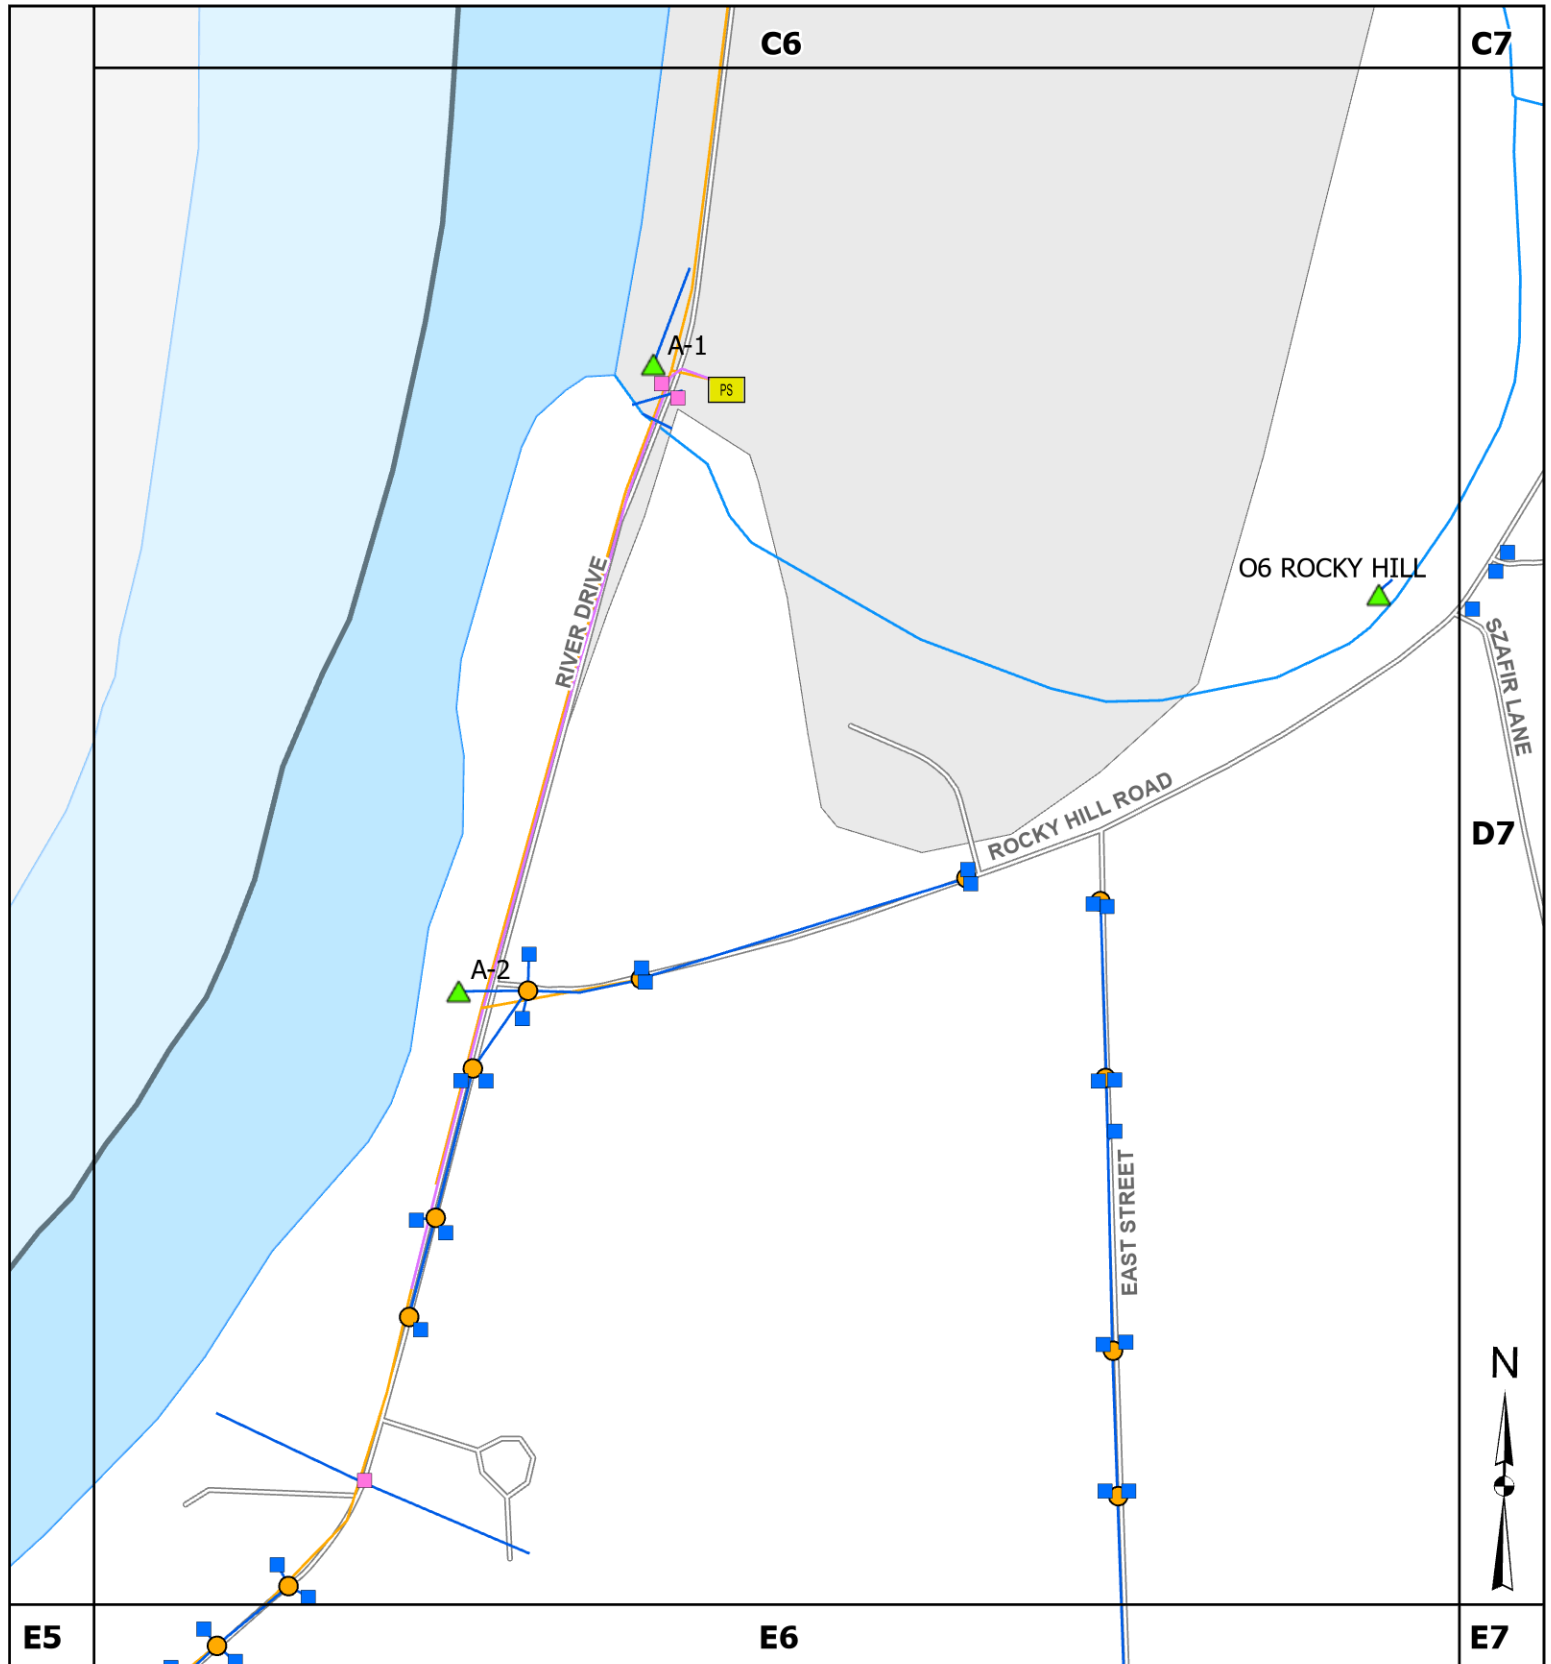 C6
C7
A-1
PS
RIVER DRIVE
O6 ROCKY HILL
SZAFIR LANE
ROCKY HILL ROAD
D7
A-2
EAST STREET
N
E5
E6
E7